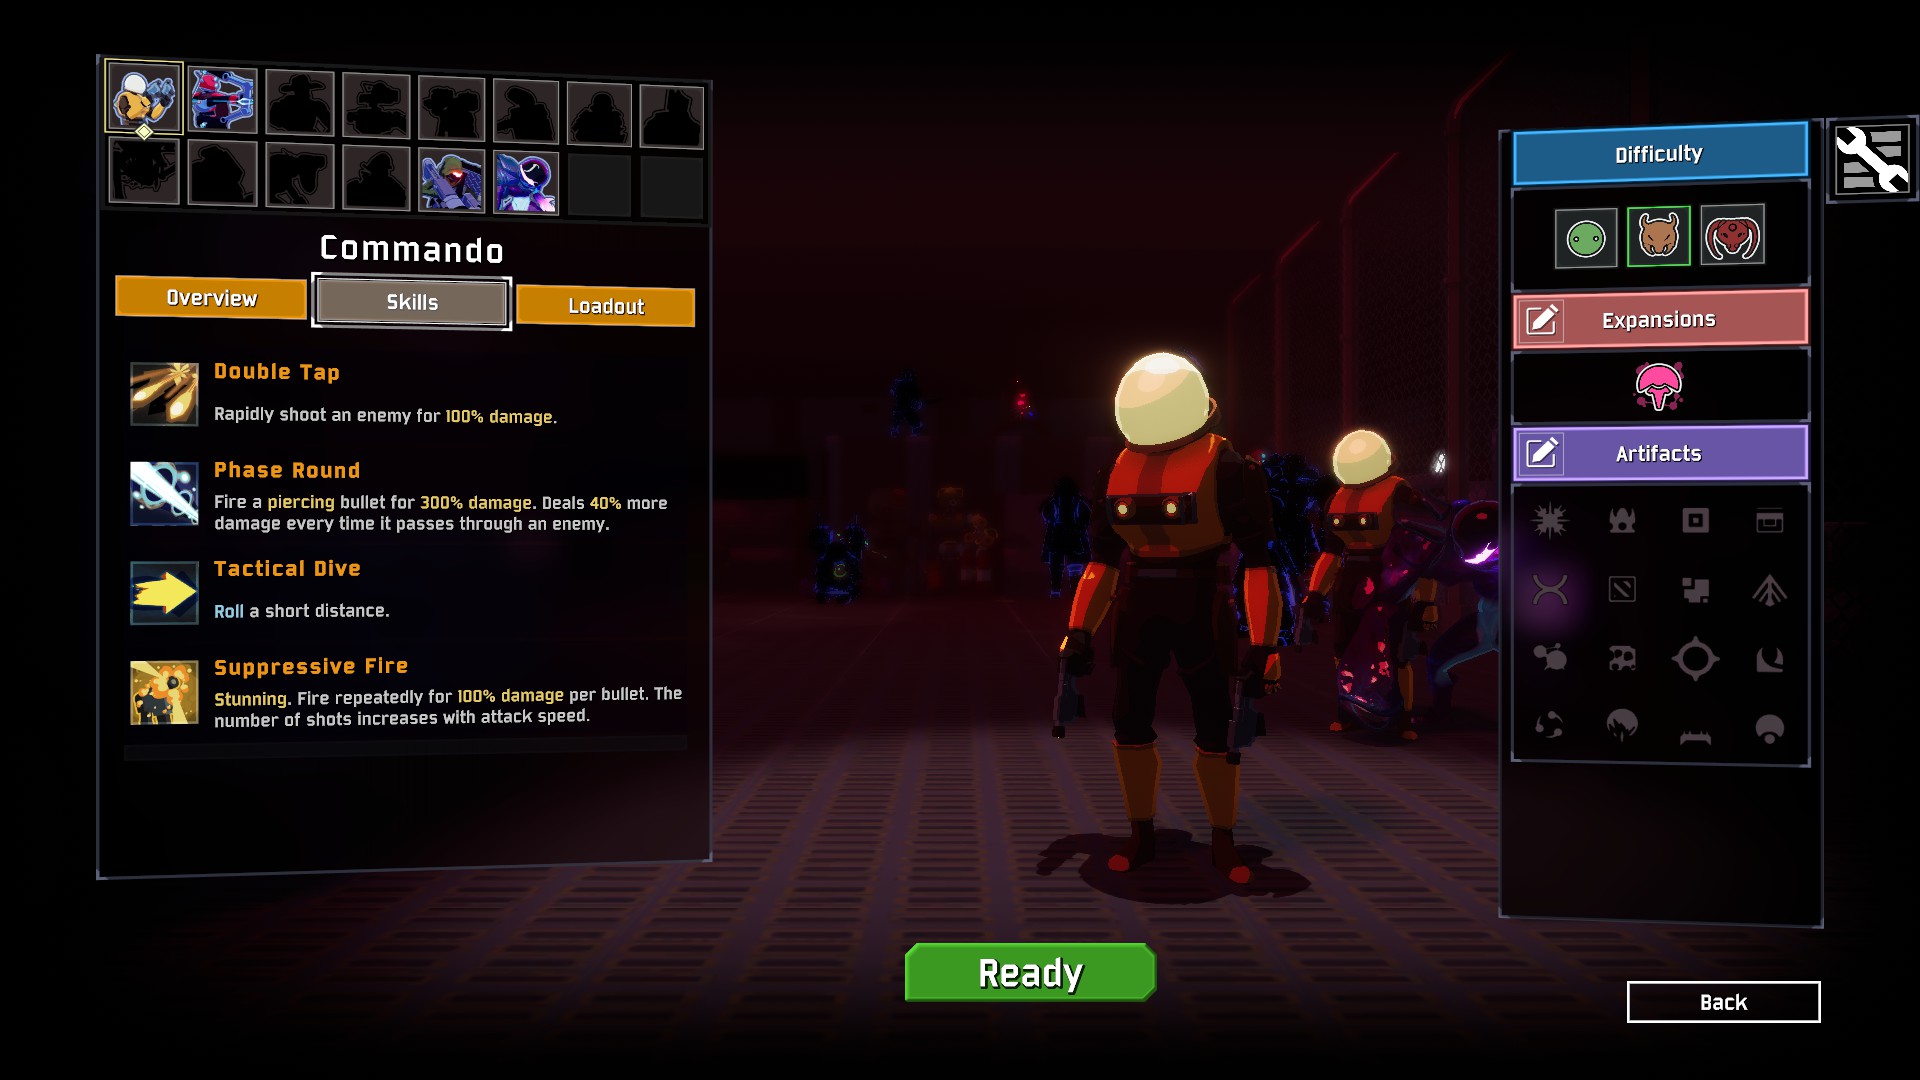 Commando
Overview
Skills
Loadout
Double Tap
Rapidly shoot an enemy for 100% damage.
Phase Round
Fire a piercing bullet for 300% damage. Deals 40% more
damage every time it passes through an enemy.
Tactical Dive
Roll a short distance.
Suppressive Fire
Stunning. Fire repeatedly for 100% damage per bullet. The
number of shots increases with attack speed.
Difficulty
Expansions
Artifacts
Ready
Back